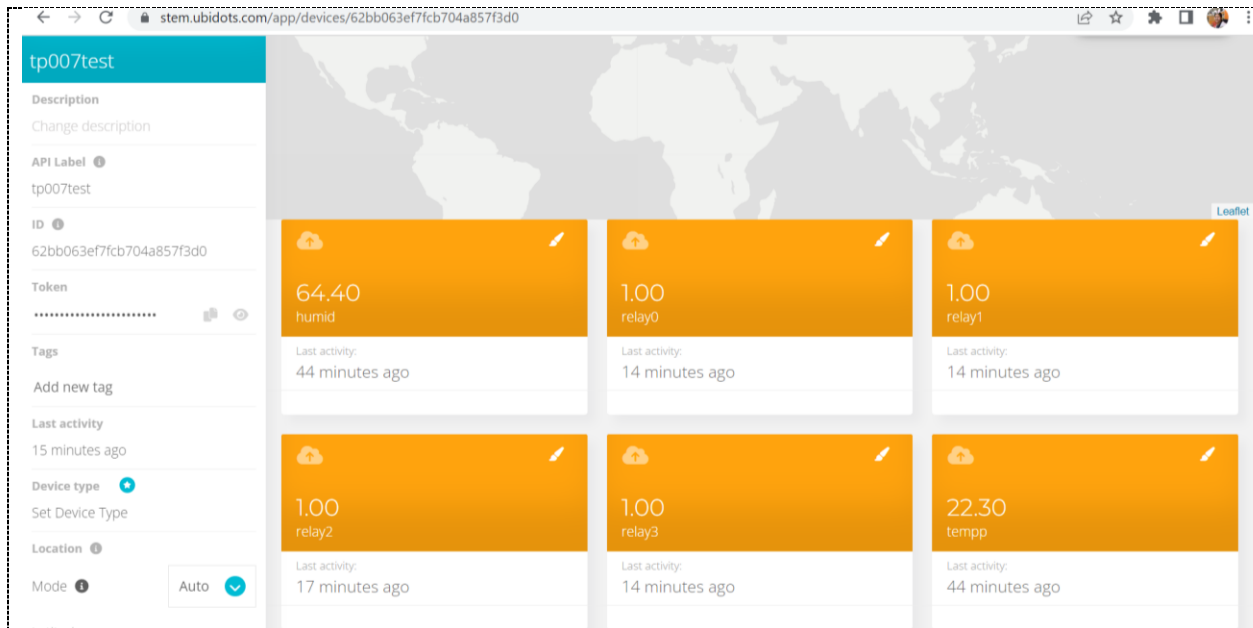 stem.ubidots.com/app/devices/62bb063ef7fcb704a857f3d0
tp007test
Description
Change description
API Label
tp007test
ID
62bb063ef7fcb704a857f3d0
Token
Tags
Add new tag
Last activity
15 minutes ago
Device type
Set Device Type
Location
Mode Auto
Leaflet
64.40
humid
Last activity:
44 minutes ago
1.00
relay0
Last activity:
14 minutes ago
1.00
relay1
Last activity:
14 minutes ago
1.00
relay2
Last activity:
17 minutes ago
1.00
relay3
Last activity:
14 minutes ago
22.30
tempp
Last activity:
44 minutes ago